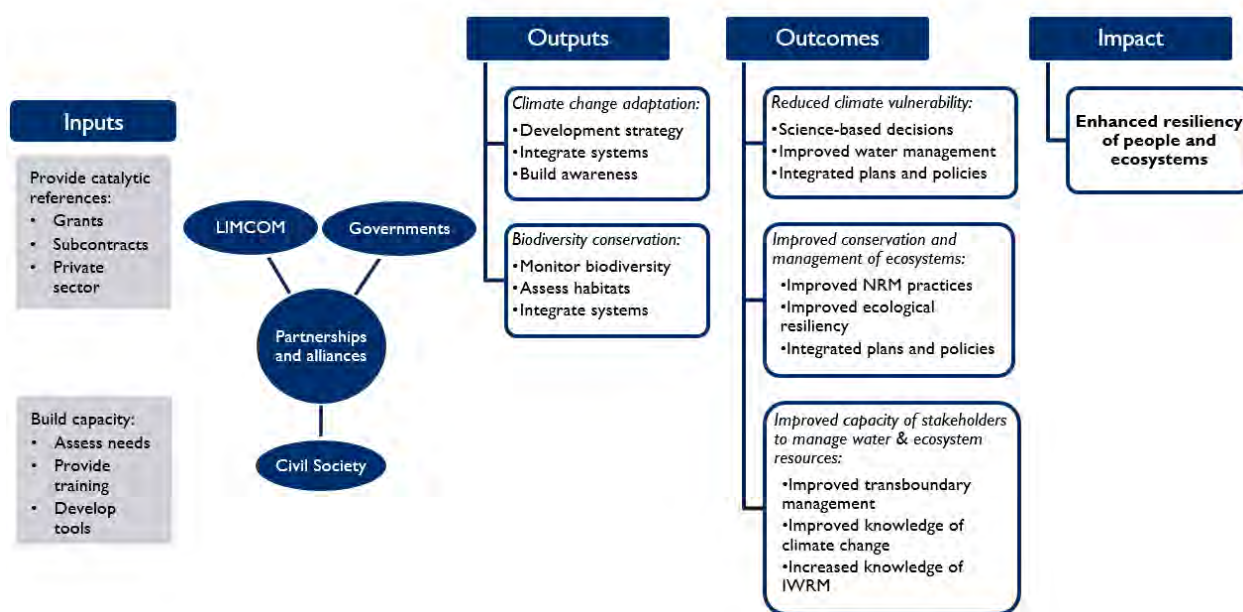 Inputs
Provide catalytic
references:
• Grants
• Subcontracts
• Private
sector
Build capacity:
• Assess needs
• Provide
training
• Develop
tools
LIMCOM
Governments
Partnerships
and alliances
Civil Society
Outputs
Climate change adaptation:
•Development strategy
•Integrate systems
•Build awareness
Biodiversity conservation:
•Monitor biodiversity
•Assess habitats
•Integrate systems
Outcomes
Reduced climate vulnerability:
•Science-based decisions
•Improved water management
•Integrated plans and policies
Improved conservation and
management of ecosystems:
•Improved NRM practices
•Improved ecological
resiliency
•Integrated plans and policies
Improved capacity of stakeholders
to manage water & ecosystem
resources:
•Improved transboundary
management
•Improved knowledge of
climate change
•Increased knowledge of
IWRM
Impact
Enhanced resiliency
of people and
ecosystems